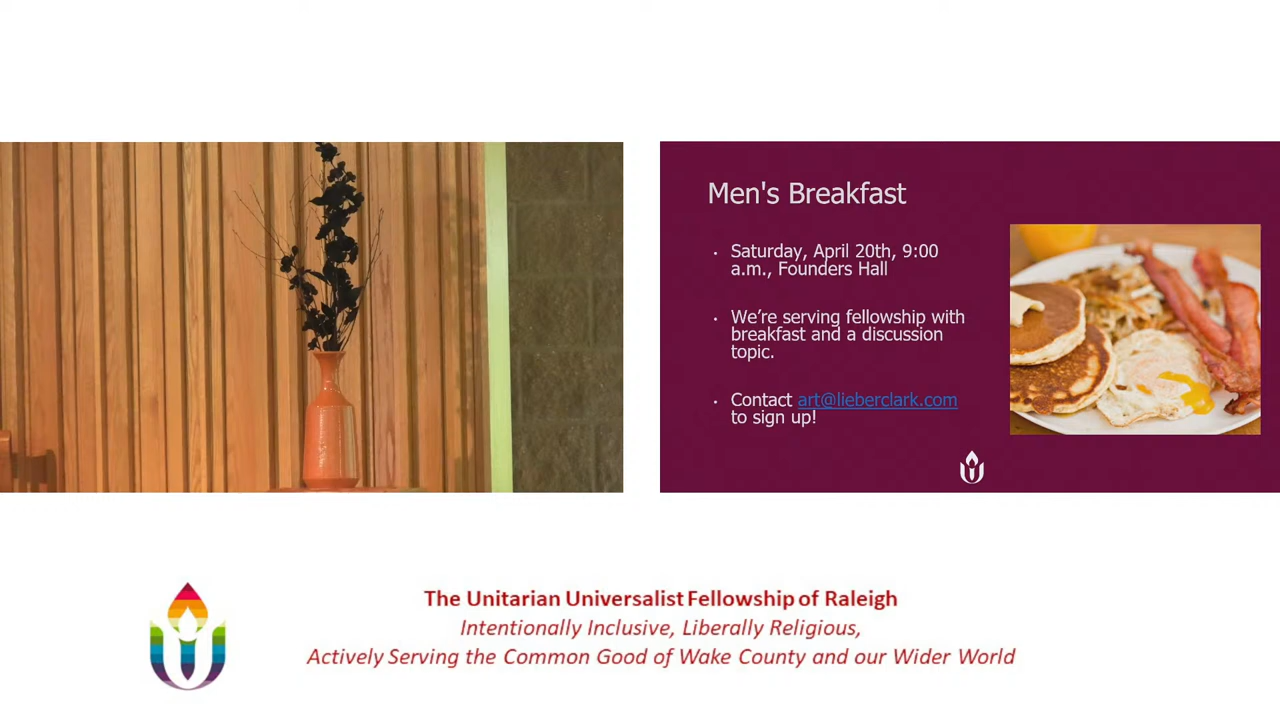 Men's Breakfast
• Saturday, April 20th, 9:00
a.m., Founders Hall
• We’re serving fellowship with
breakfast and a discussion
topic.
• Contact art@lieberclark.com
to sign up!
The Unitarian Universalist Fellowship of Raleigh
Intentionally Inclusive, Liberally Religious,
Actively Serving the Common Good of Wake County and our Wider World